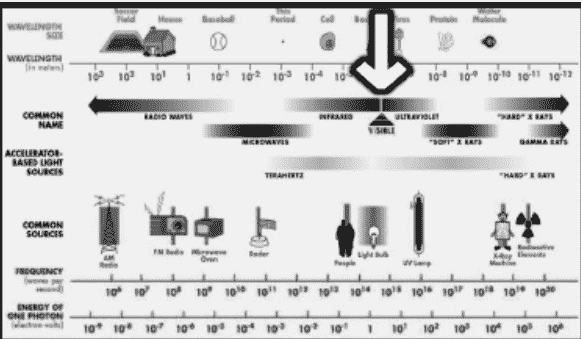 Soccer Field House Baseball This Period Cell Virus Protein Water Molecule
WAVELENGTH SIZE
WAVELENGTH (in meters)
10³ 10² 10¹ 1 10⁻¹ 10⁻² 10⁻³ 10⁻⁴ 10⁻⁸ 10⁻⁹ 10⁻¹⁰ 10⁻¹¹ 10⁻¹²
COMMON NAME
RADIO WAVES INFRARED ULTRAVIOLET "HARD" X RAYS
VISIBLE
MICROWAVES "SOFT" X RAYS GAMMA RAYS
ACCELERATOR-BASED LIGHT SOURCES
TERAHERTZ "HARD" X RAYS
COMMON SOURCES
AM Radio FM Radio Microwave Oven Radar People Light Bulb UV Lamp X-Ray Machine Radioactive Elements
FREQUENCY (waves per second)
10⁶ 10⁷ 10⁸ 10⁹ 10¹⁰ 10¹¹ 10¹² 10¹³ 10¹⁴ 10¹⁵ 10¹⁶ 10¹⁷ 10¹⁸ 10¹⁹ 10²⁰
ENERGY OF ONE PHOTON (electron-volts)
10⁻⁹ 10⁻⁸ 10⁻⁷ 10⁻⁶ 10⁻⁵ 10⁻⁴ 10⁻³ 10⁻² 10⁻¹ 1 10¹ 10² 10³ 10⁴ 10⁵ 10⁶